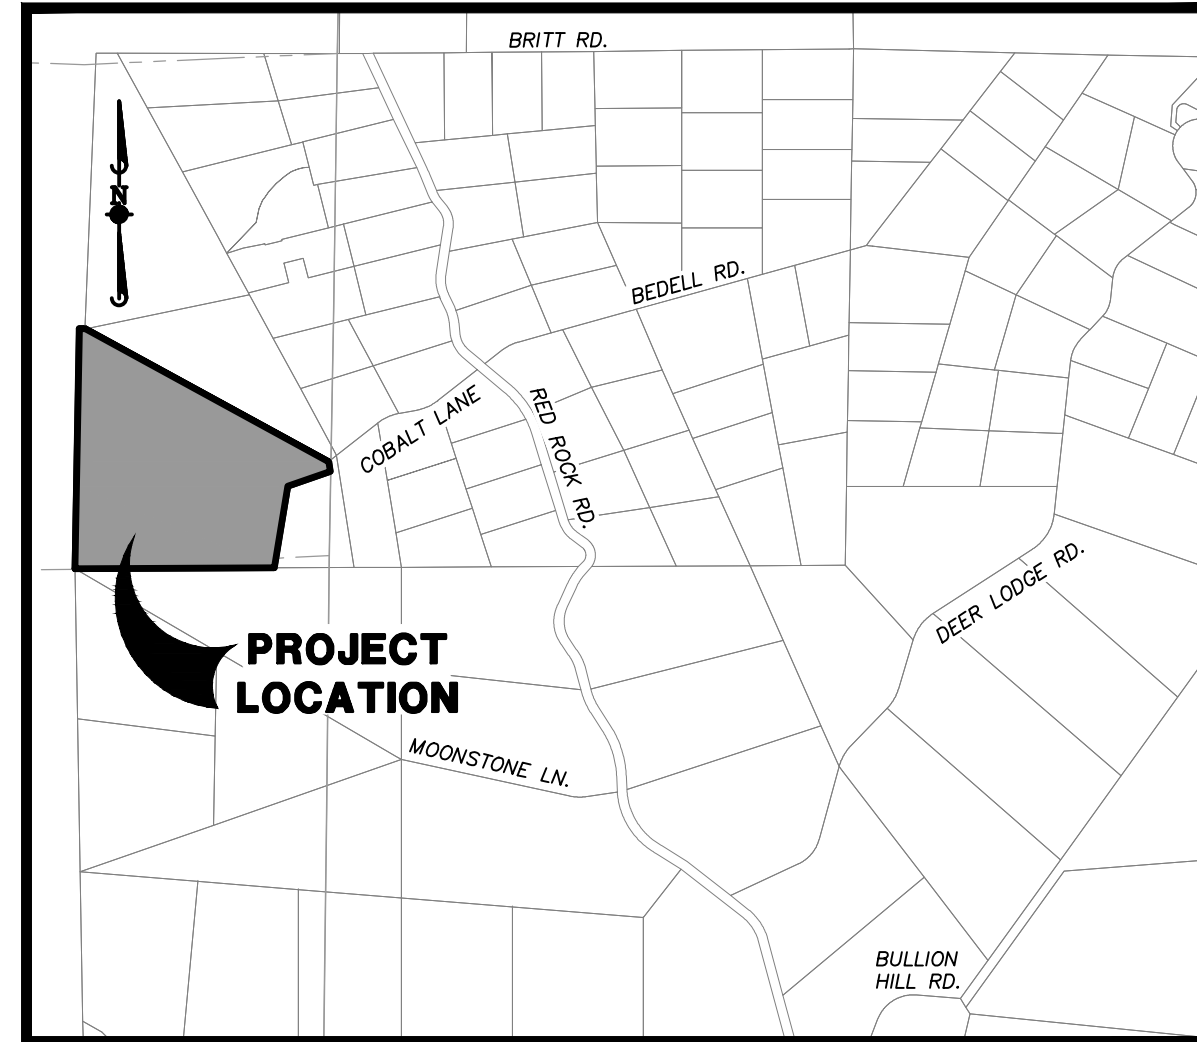 BRITT RD.
N
BEDELL RD.
COBALT LANE
RED ROCK RD.
DEER LODGE RD.
PROJECT
LOCATION
MOONSTONE LN.
BULLION
HILL RD.